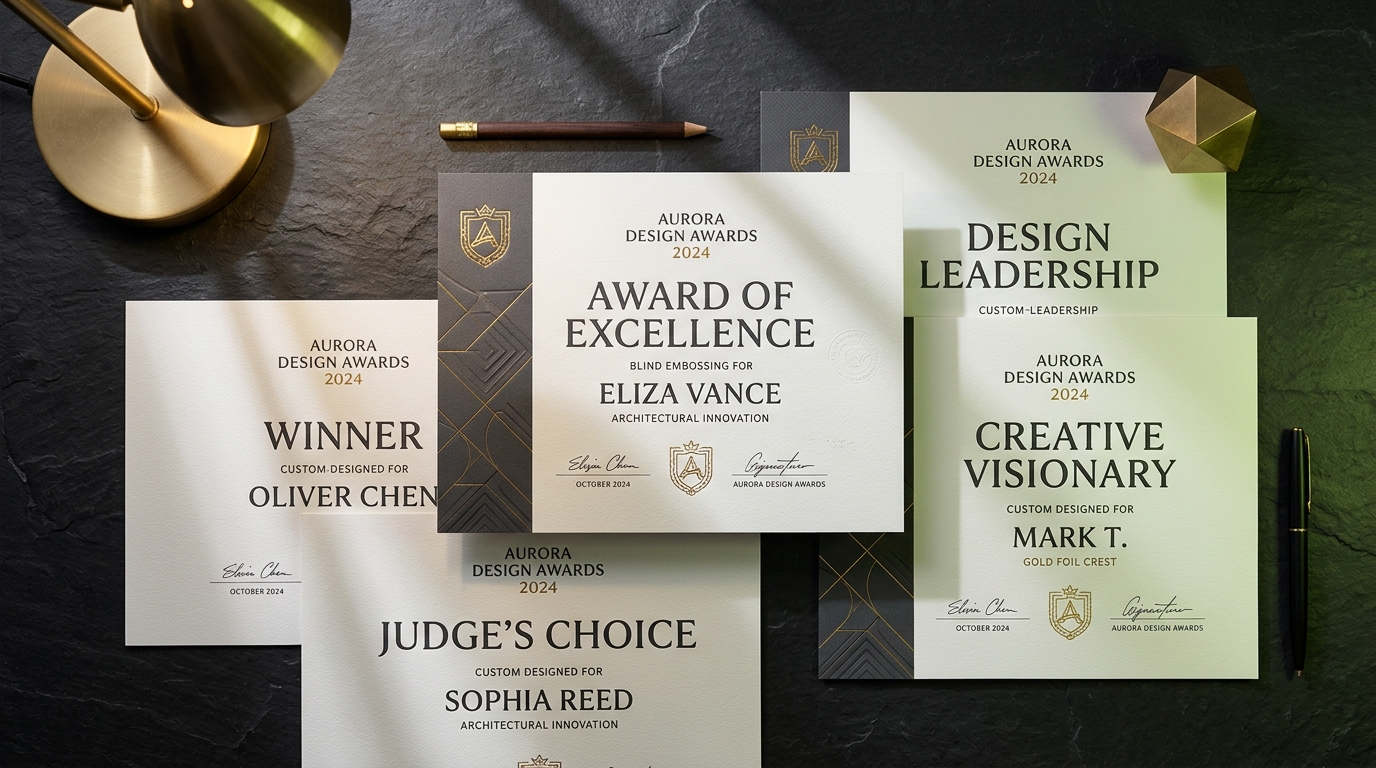 AURORA
DESIGN AWARDS
2024
DESIGN
LEADERSHIP
CUSTOM-LEADERSHIP
AURORA
DESIGN AWARDS
2024
AWARD OF
EXCELLENCE
BLIND EMBOSSING FOR
ELIZA VANCE
ARCHITECTURAL INNOVATION
OCTOBER 2024
AURORA DESIGN AWARDS
AURORA
DESIGN AWARDS
2024
WINNER
CUSTOM-DESIGNED FOR
OLIVER CHEN
OCTOBER 2024
AURORA
DESIGN AWARDS
2024
CREATIVE
VISIONARY
CUSTOM DESIGNED FOR
MARK T.
GOLD FOIL CREST
OCTOBER 2024
AURORA DESIGN AWARDS
AURORA
DESIGN AWARDS
2024
JUDGE'S CHOICE
CUSTOM DESIGNED FOR
SOPHIA REED
ARCHITECTURAL INNOVATION